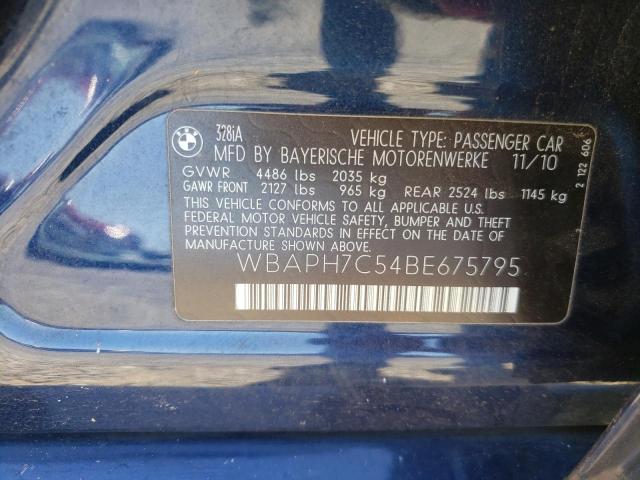 BMW
328iA
VEHICLE TYPE: PASSENGER CAR
MFD BY BAYERISCHE MOTORENWERKE 11/10
GVWR 4486 lbs 2035 kg
GAWR FRONT 2127 lbs 965 kg REAR 2524 lbs 1145 kg
THIS VEHICLE CONFORMS TO ALL APPLICABLE U.S.
FEDERAL MOTOR VEHICLE SAFETY, BUMPER AND THEFT
PREVENTION STANDARDS IN EFFECT ON THE DATE OF
MANUFACTURE SHOWN ABOVE.
WBAPH7C54BE675795
2 122 606